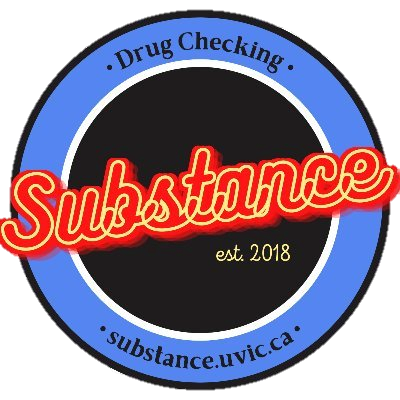 • Drug Checking •
Substance
est. 2018
• substance.uvic.ca •